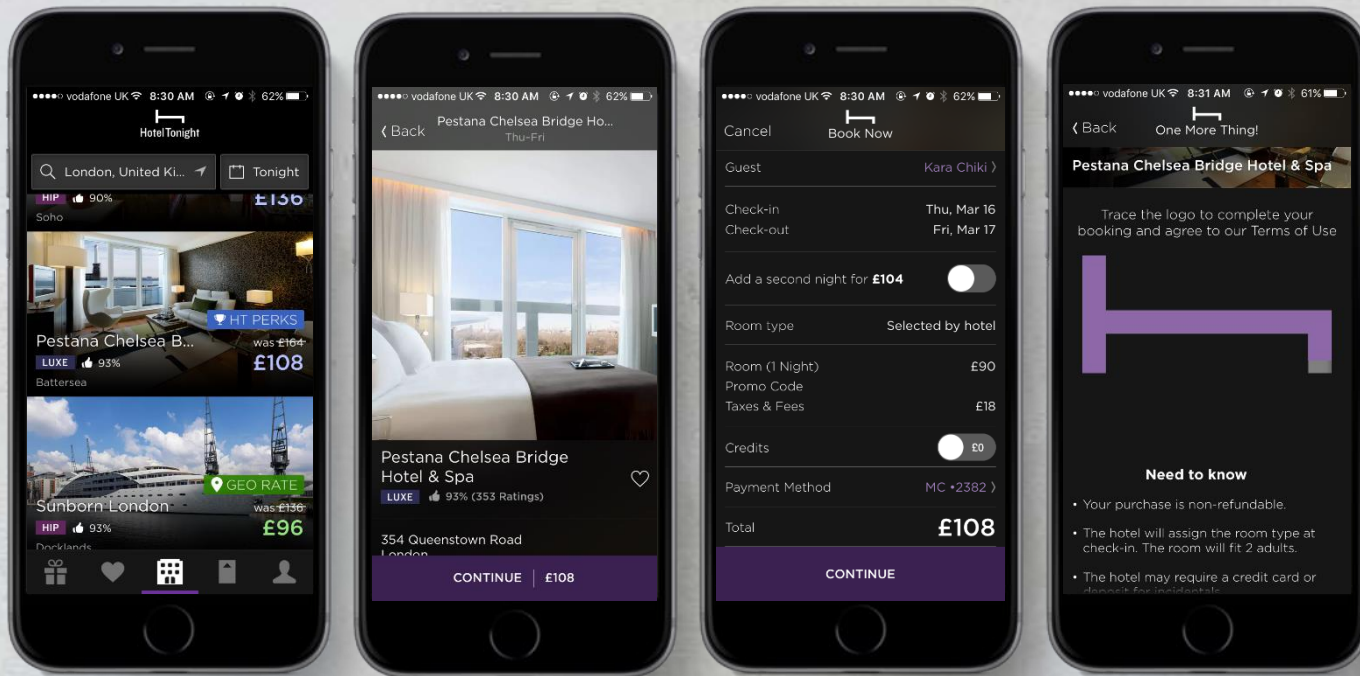 vodafone UK 8:30 AM 62%
HotelTonight
London, United Ki... Tonight
HIP 90% £136
Soho
HT PERKS
Pestana Chelsea B... was £164
LUXE 93% £108
Battersea
GEO RATE
Sunborn London was £136
HIP 93% £96
Docklands
vodafone UK 8:30 AM 62%
Back Pestana Chelsea Bridge Ho...
Thu-Fri
Pestana Chelsea Bridge
Hotel & Spa
LUXE 93% (353 Ratings)
354 Queenstown Road
London
CONTINUE | £108
vodafone UK 8:30 AM 62%
Cancel Book Now
Guest Kara Chiki
Check-in Thu, Mar 16
Check-out Fri, Mar 17
Add a second night for £104
Room type Selected by hotel
Room (1 Night) £90
Promo Code
Taxes & Fees £18
Credits £0
Payment Method MC •2382
Total £108
CONTINUE
vodafone UK 8:31 AM 61%
Back One More Thing!
Pestana Chelsea Bridge Hotel & Spa
Trace the logo to complete your
booking and agree to our Terms of Use
Need to know
• Your purchase is non-refundable.
• The hotel will assign the room type at
check-in. The room will fit 2 adults.
• The hotel may require a credit card or
deposit for incidentals